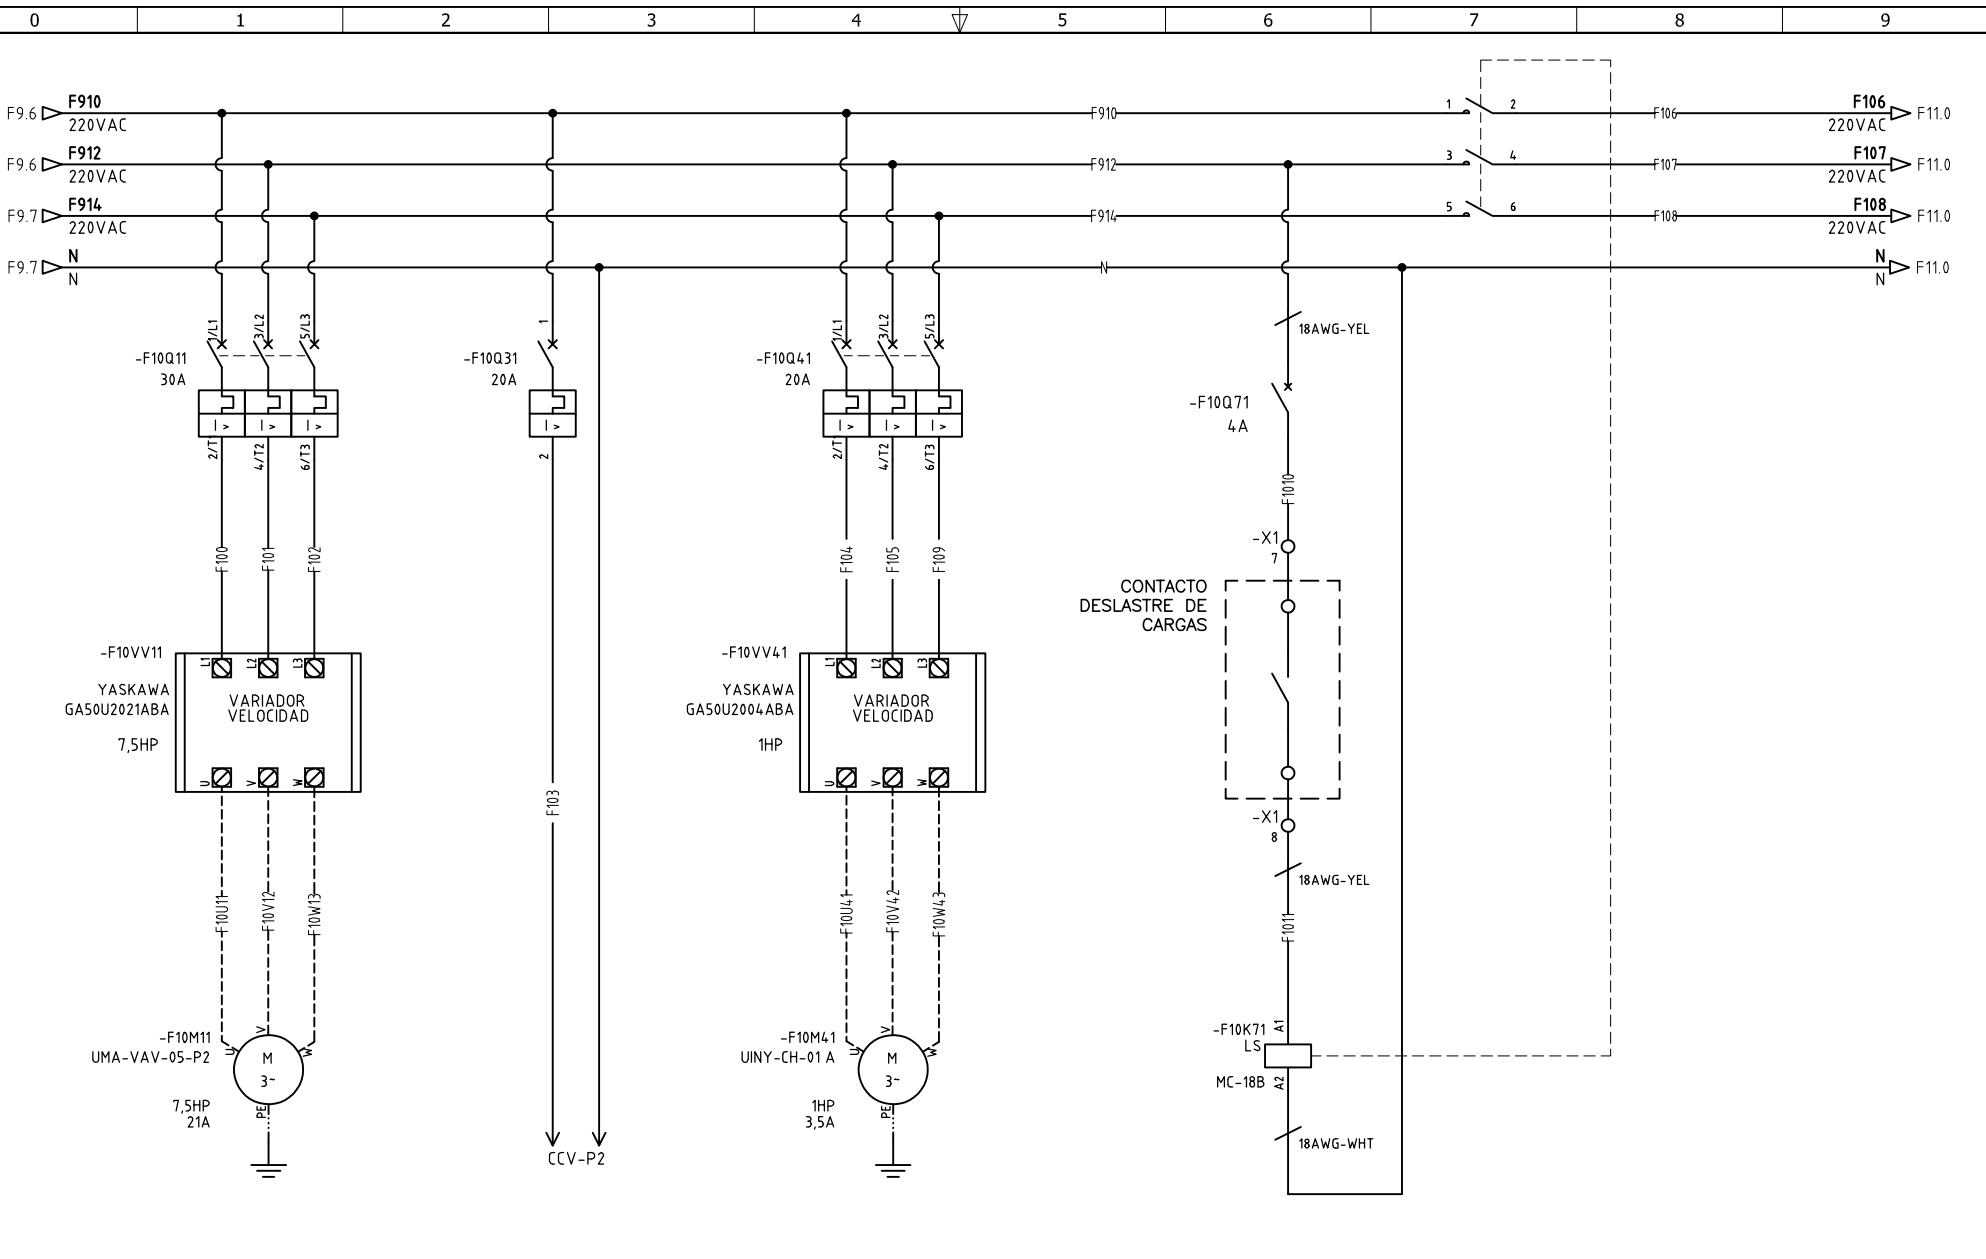 0 1 2 3 4 5 6 7 8 9
F9.6 F910
220VAC
F910
1 2
F106
F106
220VAC
F11.0
F9.6 F912
220VAC
F912
3 4
F107
F107
220VAC
F11.0
F9.7 F914
220VAC
F914
5 6
F108
F108
220VAC
F11.0
F9.7 N
N
N
N
N
F11.0
1/L1 3/L2 5/L3
-F10Q11
30A
I> I> I>
2/T1 4/T2 6/T3
F100 F101 F102
-F10VV11
YASKAWA
GA50U2021ABA
7,5HP
L1 L2 L3
VARIADOR
VELOCIDAD
U V W
F10U11 F10V12 F10W13
-F10M11
UMA-VAV-05-P2
7,5HP
21A
U V W
M
3~
PE
1
-F10Q31
20A
I>
2
F103
CCV-P2
1/L1 3/L2 5/L3
-F10Q41
20A
I> I> I>
2/T1 4/T2 6/T3
F104 F105 F109
-F10VV41
YASKAWA
GA50U2004ABA
1HP
L1 L2 L3
VARIADOR
VELOCIDAD
U V W
F10U41 F10V42 F10W43
-F10M41
UINY-CH-01 A
1HP
3,5A
U V W
M
3~
PE
18AWG-YEL
-F10Q71
4A
F1010
-X1
7
CONTACTO
DESLASTRE DE
CARGAS
-X1
8
18AWG-YEL
F1011
-F10K71
LS
MC-18B
A1
A2
18AWG-WHT